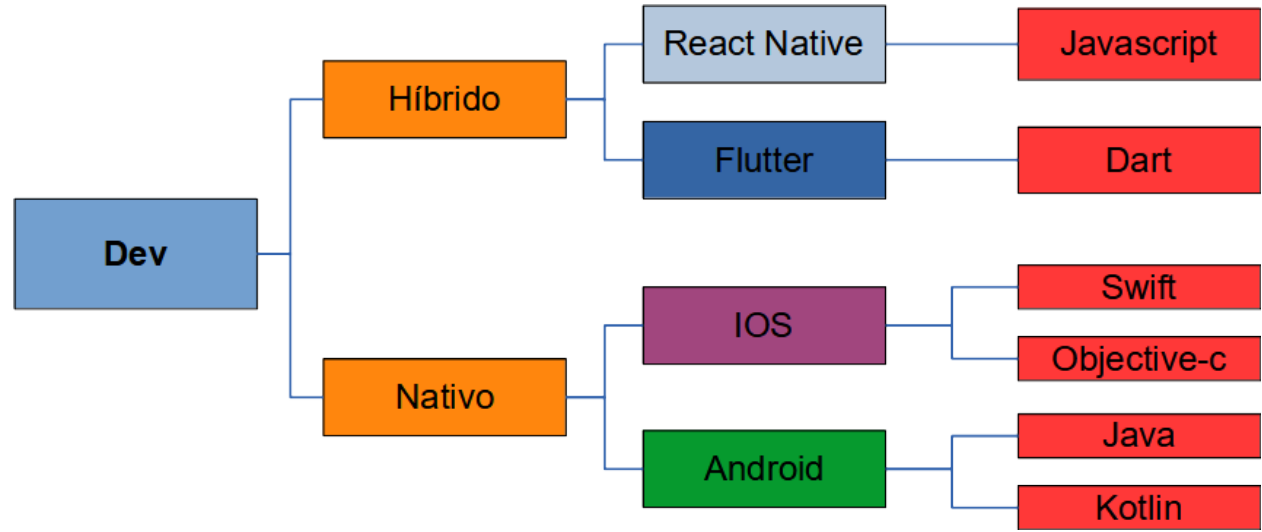 Dev
Híbrido
React Native
Javascript
Flutter
Dart
Nativo
IOS
Swift
Objective-c
Android
Java
Kotlin